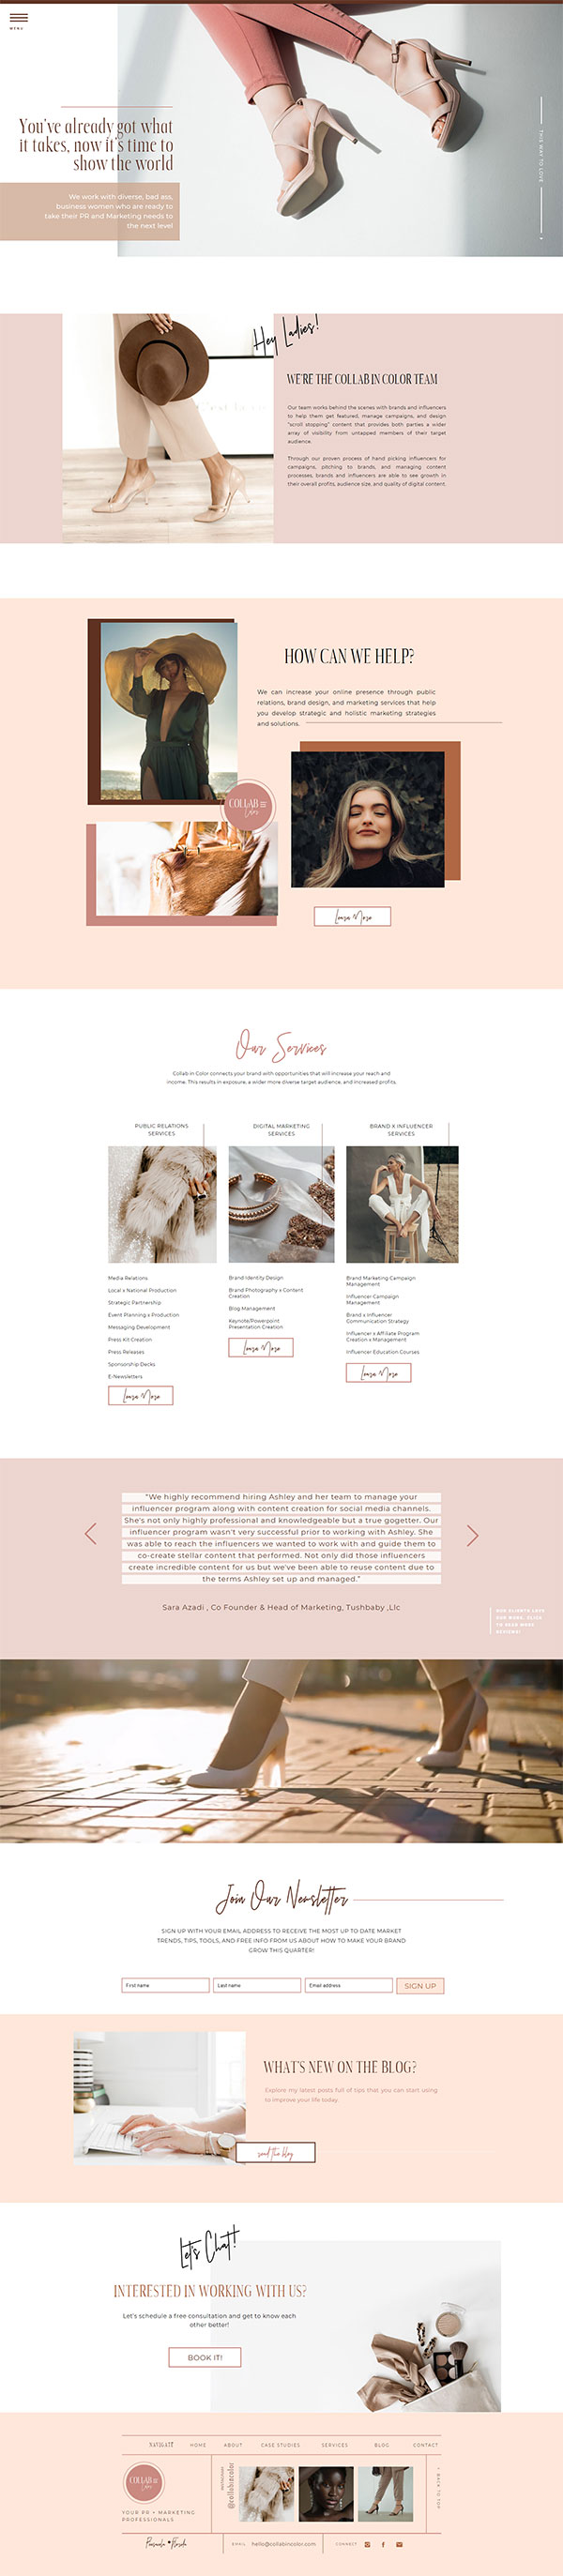 MENU
You've already got what
it takes, now it's time to
show the world
We work with diverse, bad ass,
business women who are ready to
take their PR and Marketing needs to
the next level
THIS WAY TO LOVE
Hey Ladies!
WE'RE THE COLLAB IN COLOR TEAM
Our team works behind the scenes with brands and influencers
to help them get featured, manage campaigns, and design
"scroll stopping" content that provides both parties a wider
array of visibility from untapped members of their target
audience.
Through our proven process of hand picking influencers for
campaigns, pitching to brands, and managing content
processes, brands and influencers are able to see growth in
their overall profits, audience size, and quality of digital content.
HOW CAN WE HELP?
We can increase your online presence through public
relations, brand design, and marketing services that help
you develop strategic and holistic marketing strategies
and solutions.
COLLAB IN
Color
Learn More
Our Services
Collab in Color connects your brand with opportunities that will increase your reach and
income. This results in exposure, a wider more diverse target audience, and increased profits.
PUBLIC RELATIONS
SERVICES
Media Relations
Local x National Production
Strategic Partnership
Event Planning x Production
Messaging Development
Press Kit Creation
Press Releases
Sponsorship Decks
E-Newsletters
Learn More
DIGITAL MARKETING
SERVICES
Brand Identity Design
Brand Photography x Content
Creation
Blog Management
Keynote/Powerpoint
Presentation Creation
Learn More
BRAND X INFLUENCER
SERVICES
Brand Marketing Campaign
Management
Influencer Campaign
Management
Brand x Influencer
Communication Strategy
Influencer x Affiliate Program
Creation x Management
Influencer Education Courses
Learn More
"We highly recommend hiring Ashley and her team to manage your
influencer program along with content creation for social media channels.
She's not only highly professional and knowledgeable but a true gogetter. Our
influencer program wasn't very successful prior to working with Ashley. She
was able to reach the influencers we wanted to work with and guide them to
co-create stellar content that performed. Not only did those influencers
create incredible content for us but we've been able to reuse content due to
the terms Ashley set up and managed."
Sara Azadi , Co Founder & Head of Marketing, Tushbaby ,Llc
OUR CLIENTS LOVE
OUR WORK. CLICK
TO READ MORE
REVIEWS!
Join Our Newsletter
SIGN UP WITH YOUR EMAIL ADDRESS TO RECEIVE THE MOST UP TO DATE MARKET
TRENDS, TIPS, TOOLS, AND FREE INFO FROM US ABOUT HOW TO MAKE YOUR BRAND
GROW THIS QUARTER!
First name
Last name
Email address
SIGN UP
WHAT'S NEW ON THE BLOG?
Explore my latest posts full of tips that you can start using
to improve your life today.
read the blog
Let's Chat!
INTERESTED IN WORKING WITH US?
Let's schedule a free consultation and get to know each
other better!
BOOK IT!
NAVIGATE HOME ABOUT CASE STUDIES SERVICES BLOG CONTACT
COLLAB IN
Color
YOUR PR + MARKETING
PROFESSIONALS
INSTAGRAM
@collabincolor
BACK TO TOP
Pensacola Florida
EMAIL hello@collabincolor.com
CONNECT